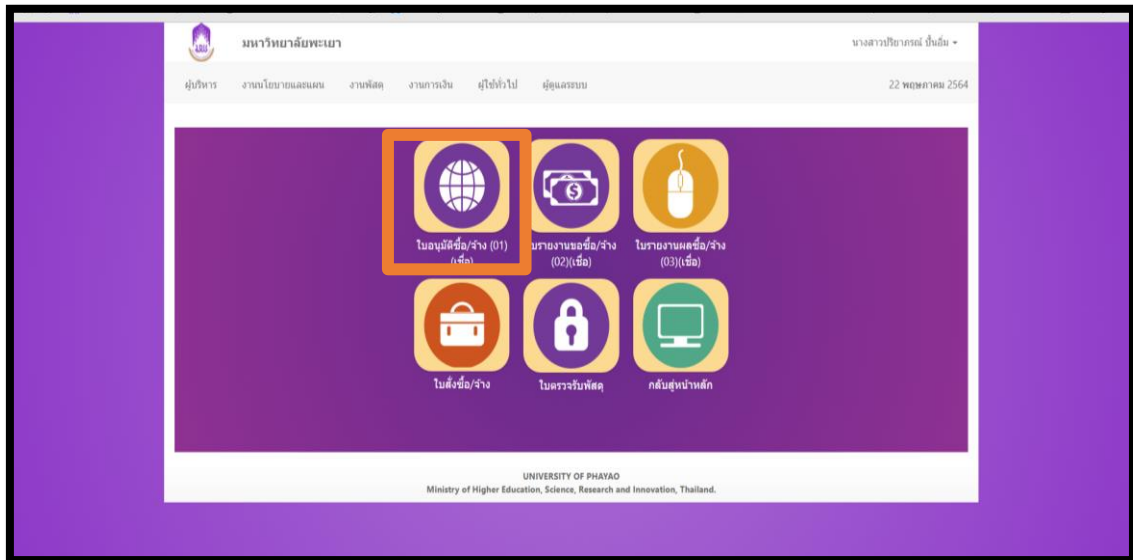 มหาวิทยาลัยพะเยา
นางสาวปริยาภรณ์ ปั้นอิ่ม
ผู้บริหาร งานนโยบายและแผน งานพัสดุ งานการเงิน ผู้ใช้ทั่วไป ผู้ดูแลระบบ
22 พฤษภาคม 2564
ใบอนุมัติซื้อ/จ้าง (01)
(เชื่อ)
บรายงานขอซื้อ/จ้าง
(02)(เชื่อ)
ใบรายงานผลซื้อ/จ้าง
(03)(เชื่อ)
ใบสั่งซื้อ/จ้าง
ใบตรวจรับพัสดุ
กลับสู่หน้าหลัก
UNIVERSITY OF PHAYAO
Ministry of Higher Education, Science, Research and Innovation, Thailand.